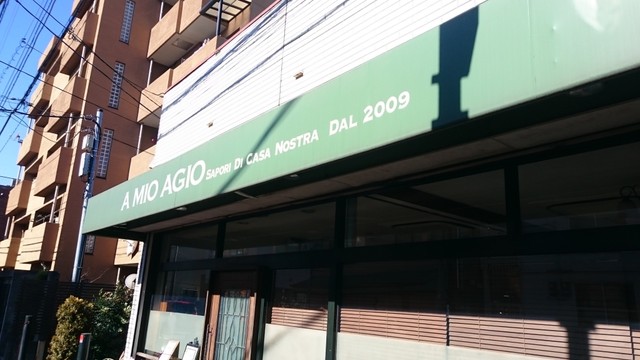 A MIO AGIO SAPORI DI CASA NOSTRA DAL 2009